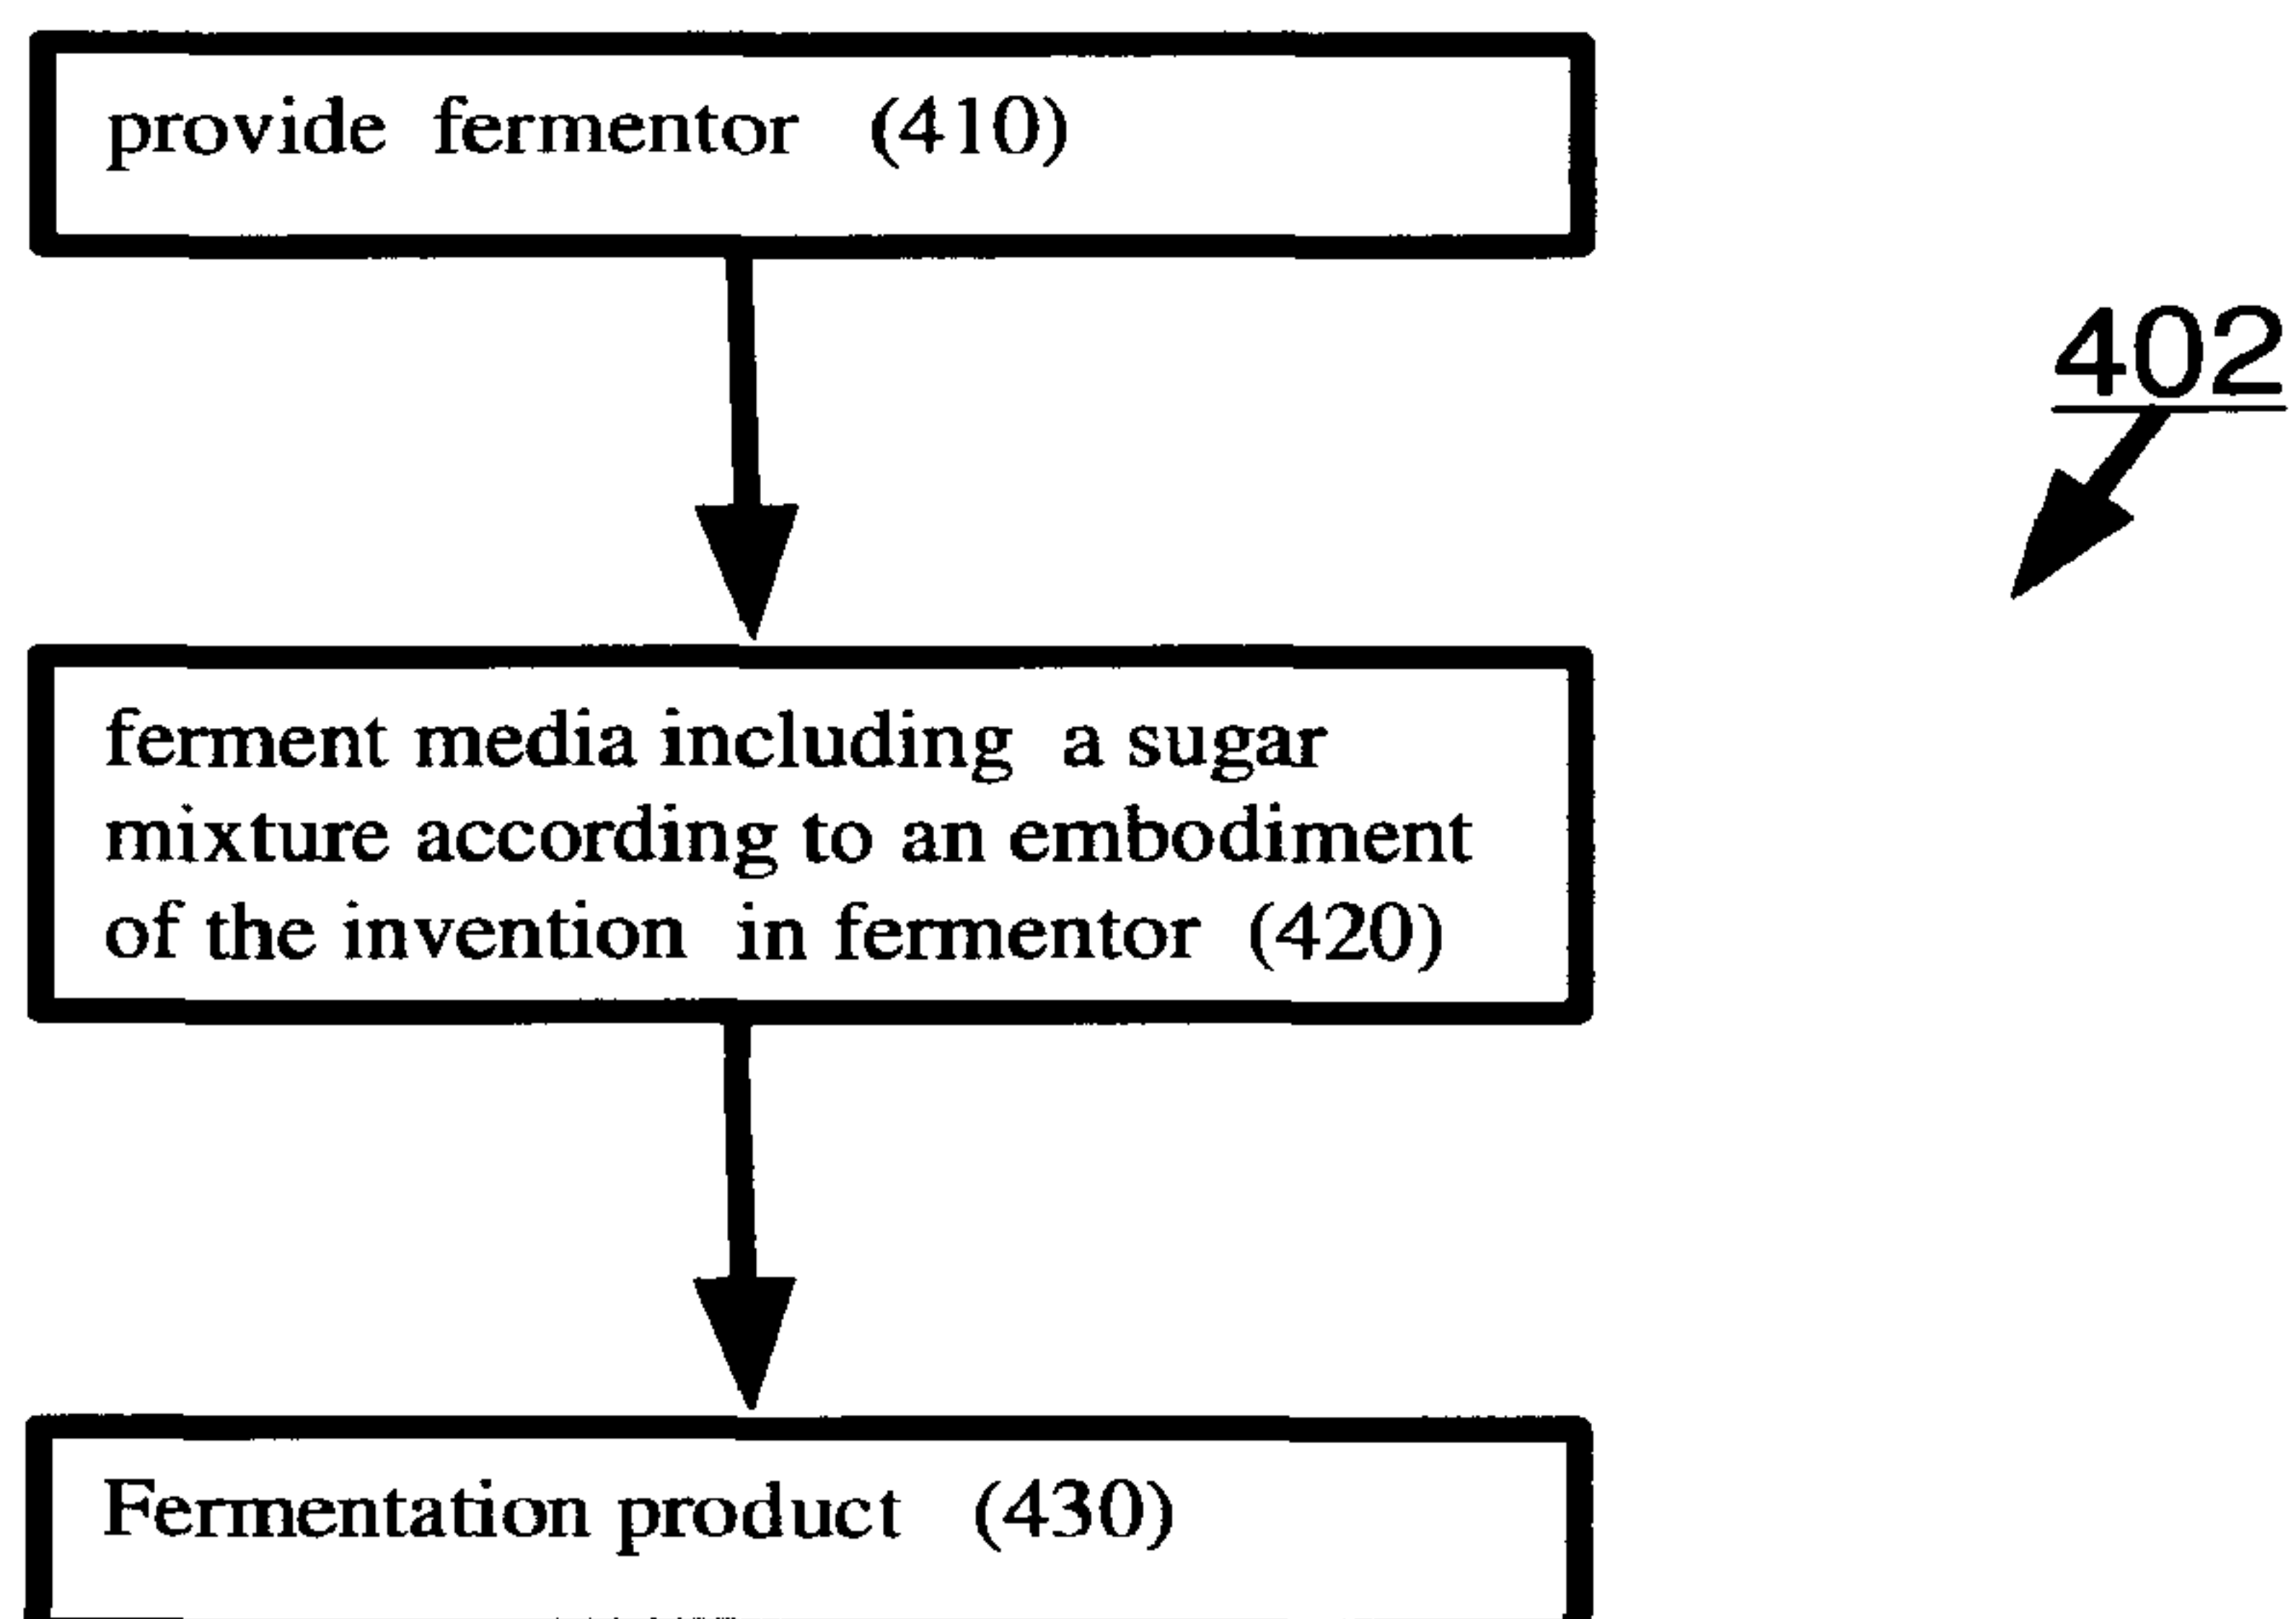 provide fermentor (410)
402
ferment media including a sugar
mixture according to an embodiment
of the invention in fermentor (420)
Fermentation product (430)